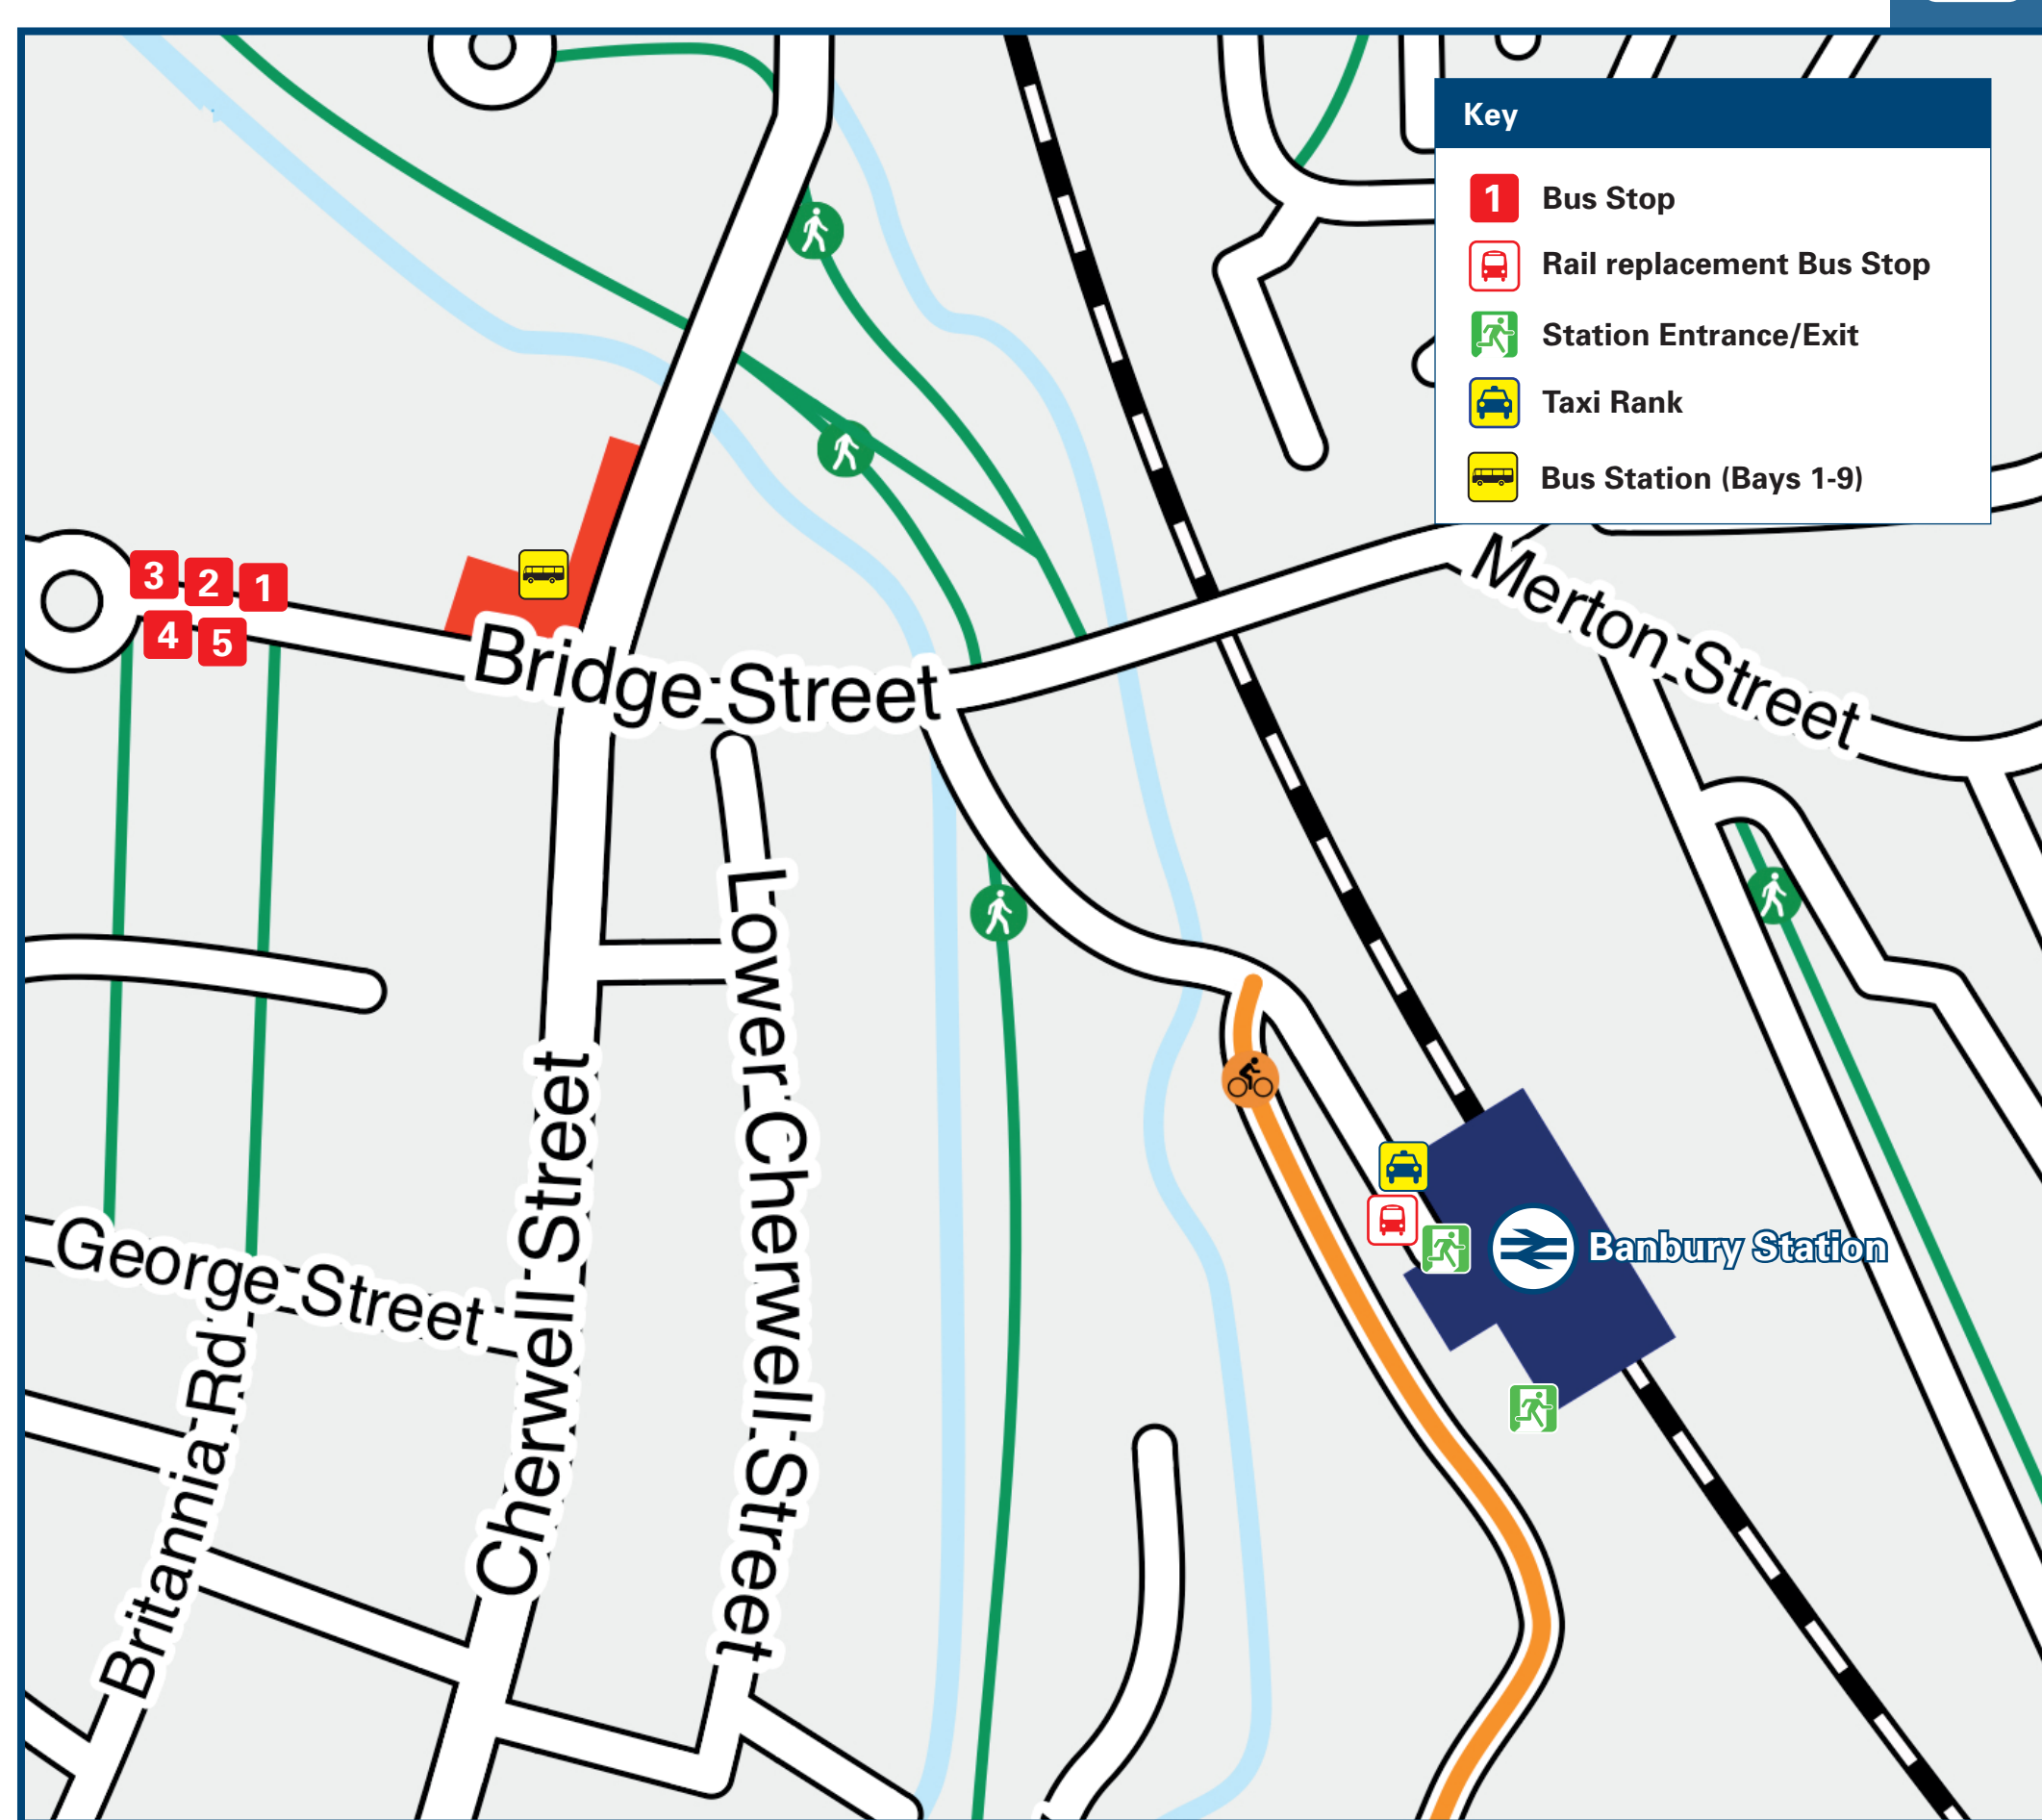 Key
1 Bus Stop
Rail replacement Bus Stop
Station Entrance/Exit
Taxi Rank
Bus Station (Bays 1-9)
3 2 1
4 5
Bridge Street
Merton Street
Lower Cherwell Street
Cherwell Street
George Street
Britannia Rd
Banbury Station